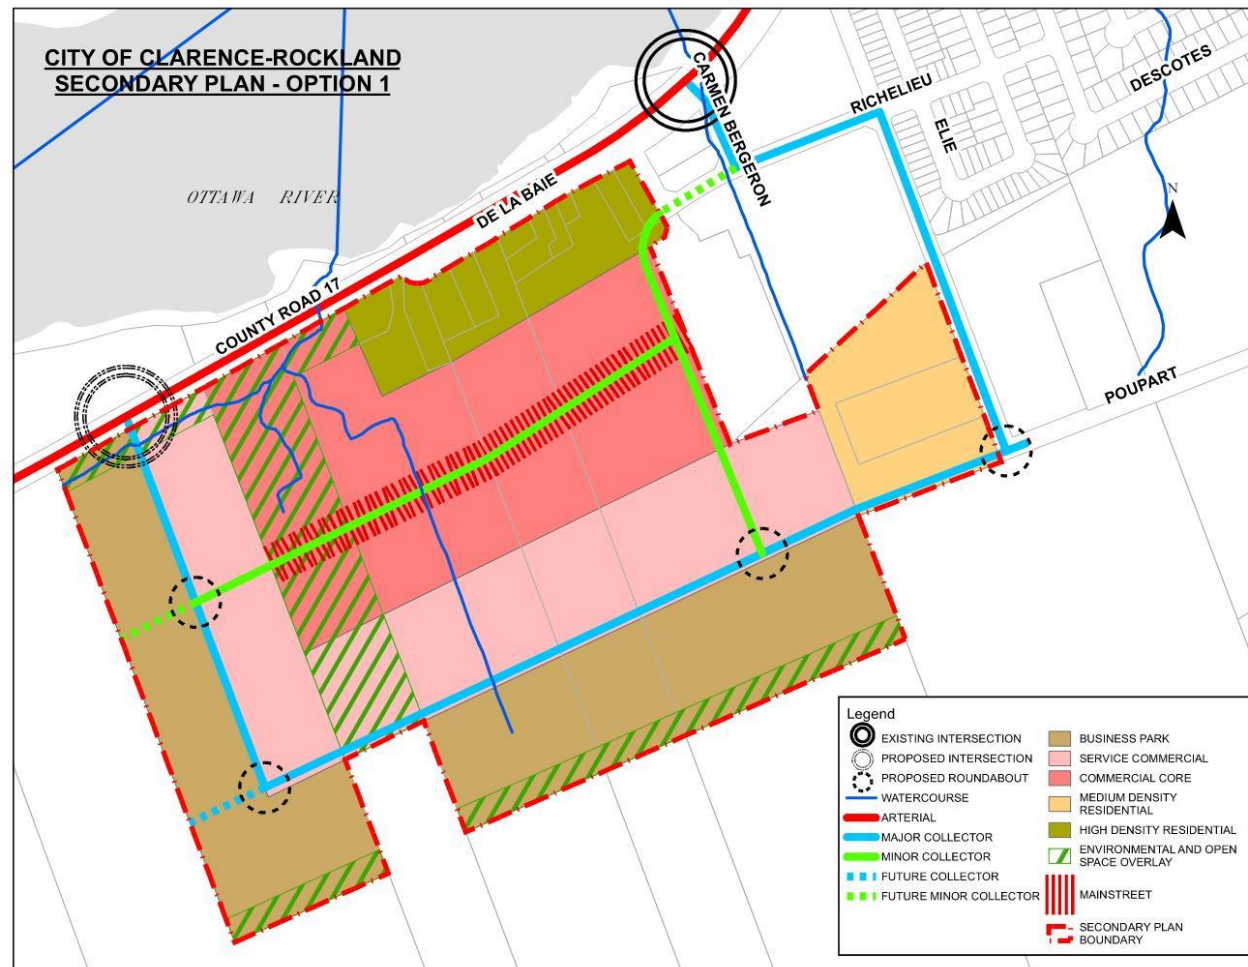 CITY OF CLARENCE-ROCKLAND
SECONDARY PLAN - OPTION 1
OTTAWA RIVER
COUNTY ROAD 17
DE LA BAIE
CARMEN BERGERON
RICHELIEU
ELIE
DESCOTES
N
POUPART
Legend
EXISTING INTERSECTION
PROPOSED INTERSECTION
PROPOSED ROUNDABOUT
WATERCOURSE
ARTERIAL
MAJOR COLLECTOR
MINOR COLLECTOR
FUTURE COLLECTOR
FUTURE MINOR COLLECTOR
BUSINESS PARK
SERVICE COMMERCIAL
COMMERCIAL CORE
MEDIUM DENSITY
RESIDENTIAL
HIGH DENSITY RESIDENTIAL
ENVIRONMENTAL AND OPEN
SPACE OVERLAY
MAINSTREET
SECONDARY PLAN
BOUNDARY